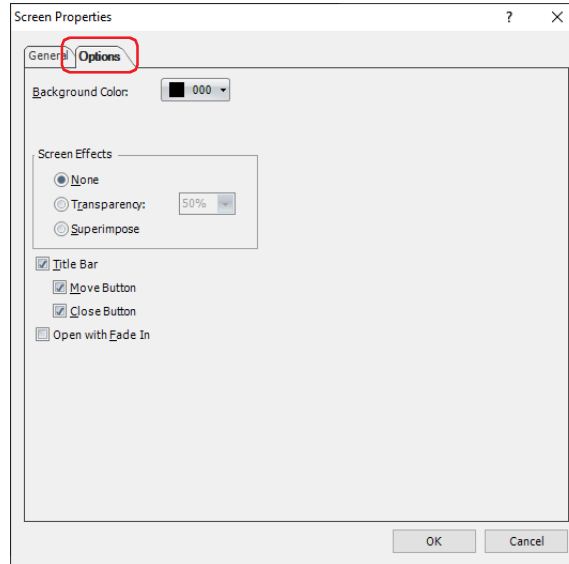 Screen Properties ?
General Options
Background Color: 000
Screen Effects
None
Transparency: 50%
Superimpose
Title Bar
Move Button
Close Button
Open with Fade In
OK Cancel